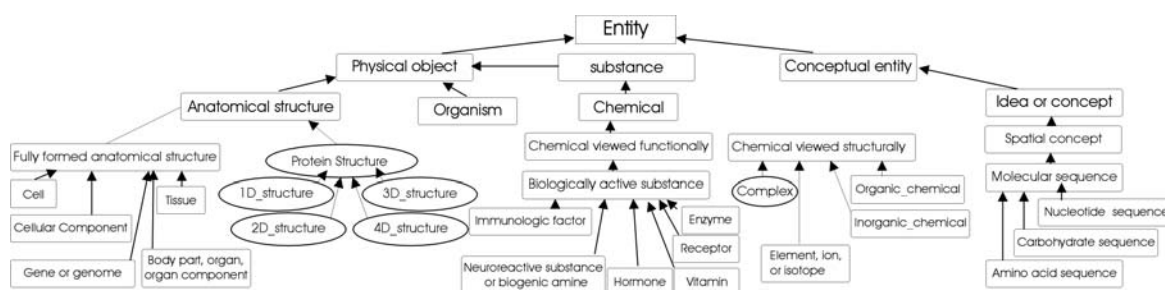 Entity
Physical object
substance
Conceptual entity
Anatomical structure
Organism
Chemical
Idea or concept
Fully formed anatomical structure
Protein Structure
Chemical viewed functionally
Chemical viewed structurally
Spatial concept
Cell
Tissue
1D_structure
3D_structure
Biologically active substance
Complex
Organic_chemical
Molecular sequence
Cellular Component
2D_structure
4D_structure
Immunologic factor
Enzyme
Inorganic_chemical
Nucleotide sequence
Receptor
Carbohydrate sequence
Gene or genome
Body part, organ,
organ component
Neuroreactive substance
or biogenic amine
Hormone
Vitamin
Element, ion,
or isotope
Amino acid sequence